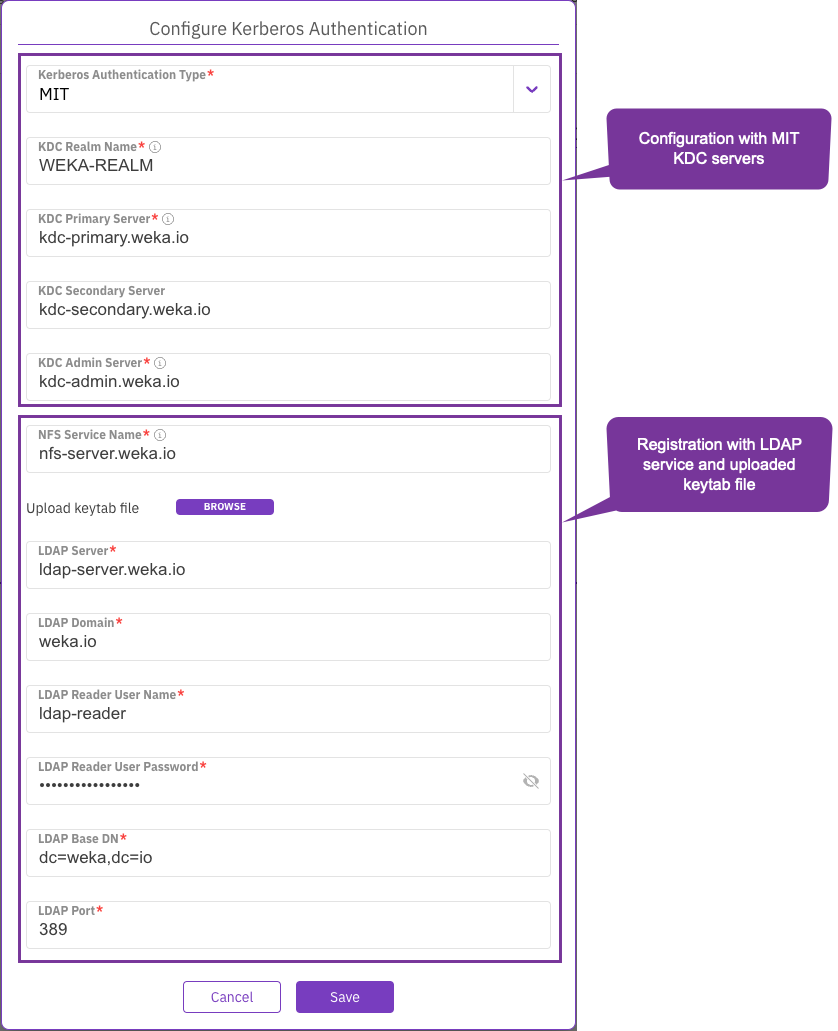 Configure Kerberos Authentication
Kerberos Authentication Type*
MIT
KDC Realm Name*
WEKA-REALM
KDC Primary Server*
kdc-primary.weka.io
KDC Secondary Server
kdc-secondary.weka.io
KDC Admin Server*
kdc-admin.weka.io
Configuration with MIT
KDC servers
NFS Service Name*
nfs-server.weka.io
Upload keytab file BROWSE
LDAP Server*
ldap-server.weka.io
LDAP Domain*
weka.io
LDAP Reader User Name*
ldap-reader
LDAP Reader User Password*
•••••••••••••••••
LDAP Base DN*
dc=weka,dc=io
LDAP Port*
389
Registration with LDAP
service and uploaded
keytab file
Cancel Save